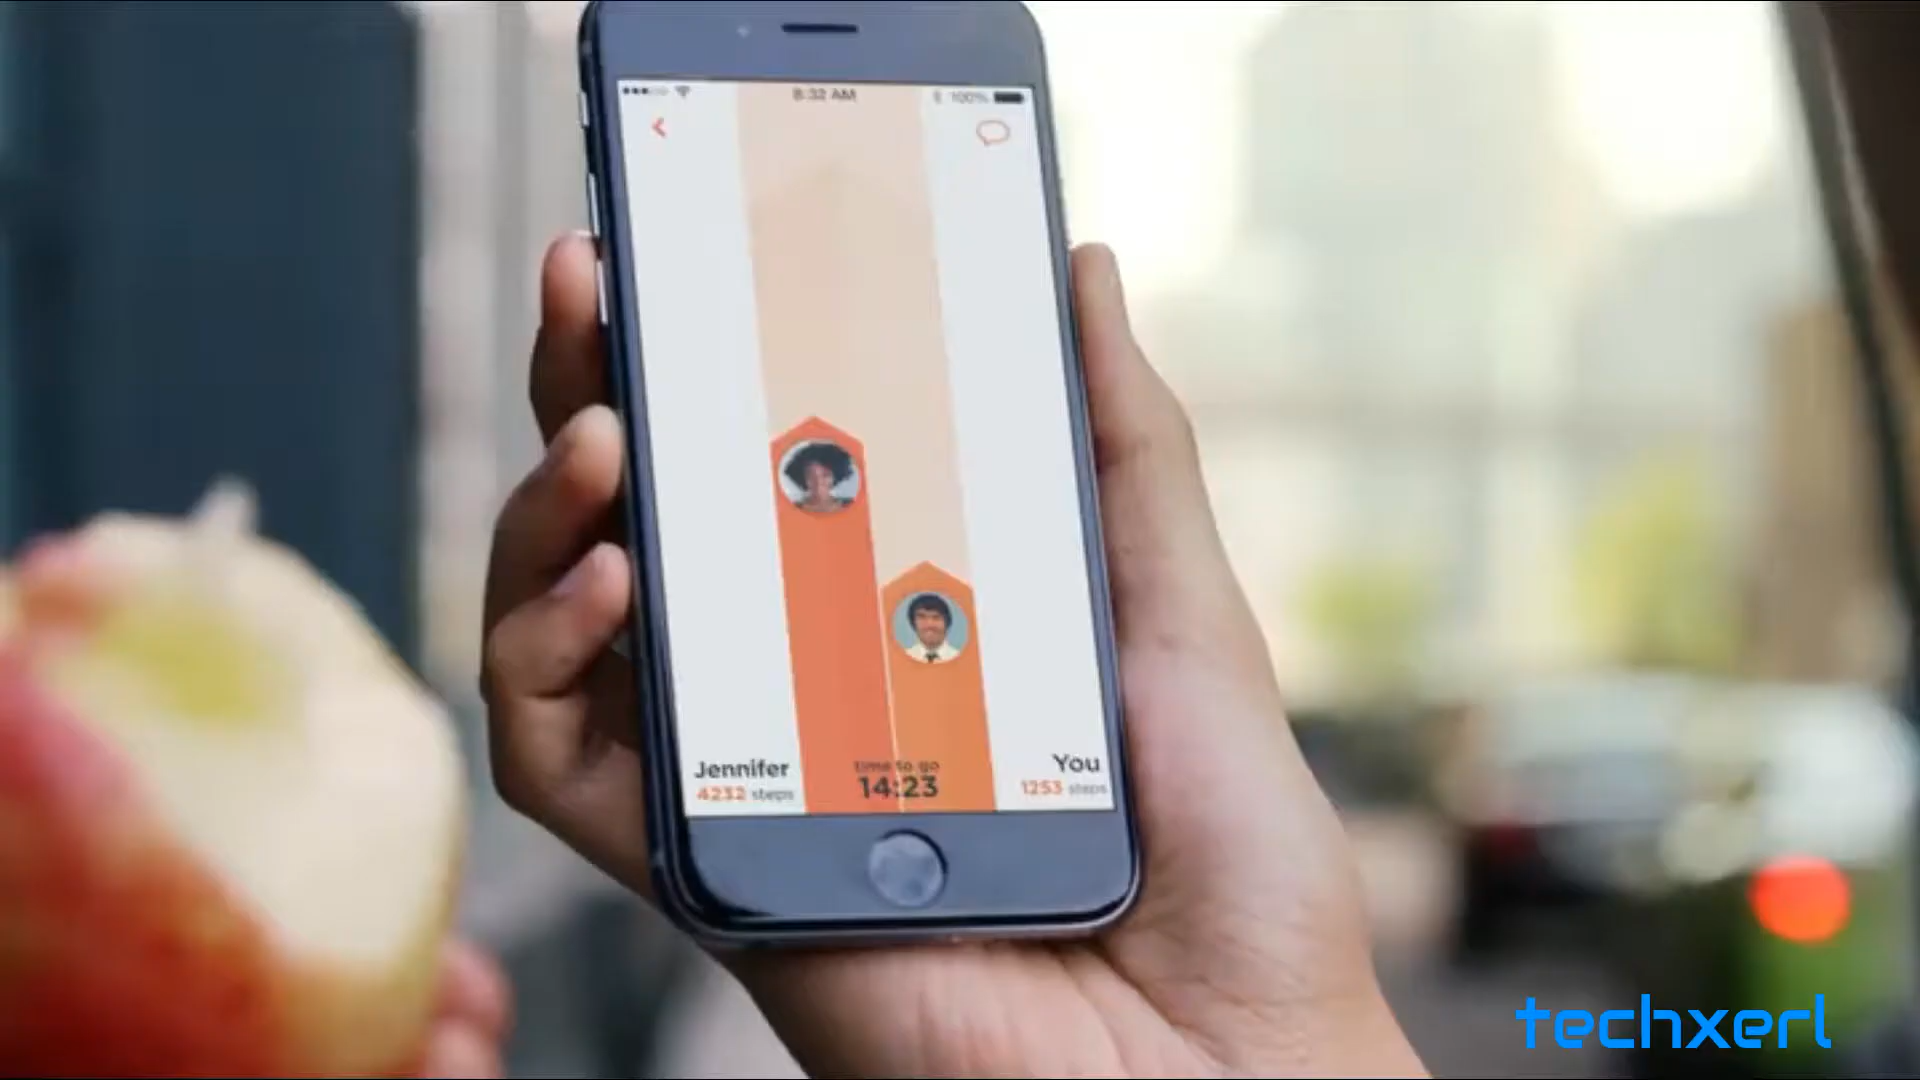 8:32 AM
100%
Jennifer
4232 steps
time to go
14:23
You
1253 steps
techxerl